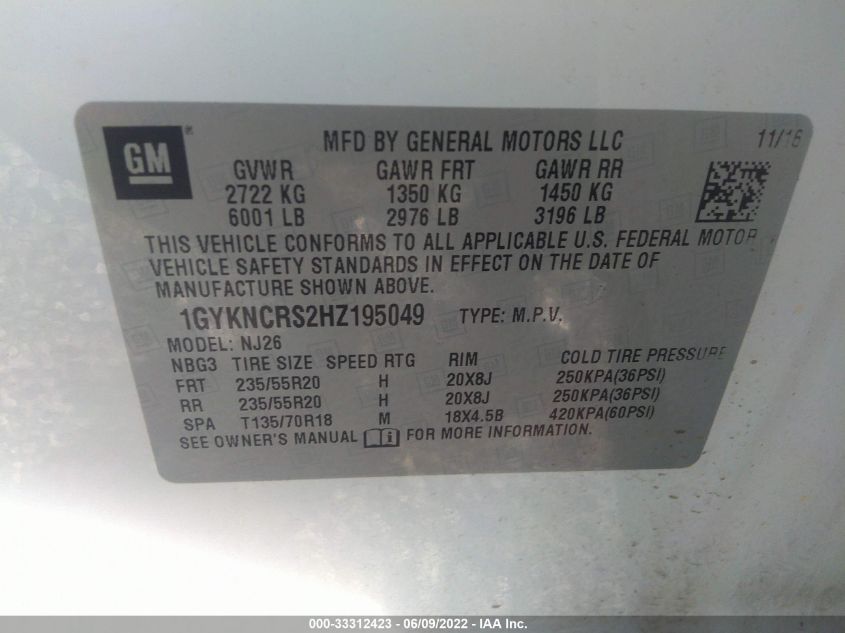 GM ® MFD BY GENERAL MOTORS LLC 11/16
GVWR GAWR FRT GAWR RR
2722 KG 1350 KG 1450 KG
6001 LB 2976 LB 3196 LB
THIS VEHICLE CONFORMS TO ALL APPLICABLE U.S. FEDERAL MOTOR
VEHICLE SAFETY STANDARDS IN EFFECT ON THE DATE OF
MANUFACTURE SHOWN ABOVE.
1GYKNCRS2HZ195049 TYPE: M.P.V.
MODEL: NJ26
NBG3 TIRE SIZE SPEED RTG RIM COLD TIRE PRESSURE
FRT 235/55R20 H 20X8J 250KPA(36PSI)
RR 235/55R20 H 20X8J 250KPA(36PSI)
SPA T135/70R18 M 18X4.5B 420KPA(60PSI)
SEE OWNER'S MANUAL i FOR MORE INFORMATION.
000-33312423 - 06/09/2022 - IAA Inc.